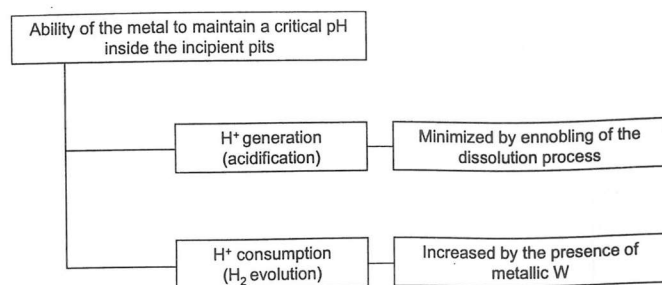 Ability of the metal to maintain a critical pH
inside the incipient pits
H⁺ generation
(acidification)
Minimized by ennobling of the
dissolution process
H⁺ consumption
(H₂ evolution)
Increased by the presence of
metallic W